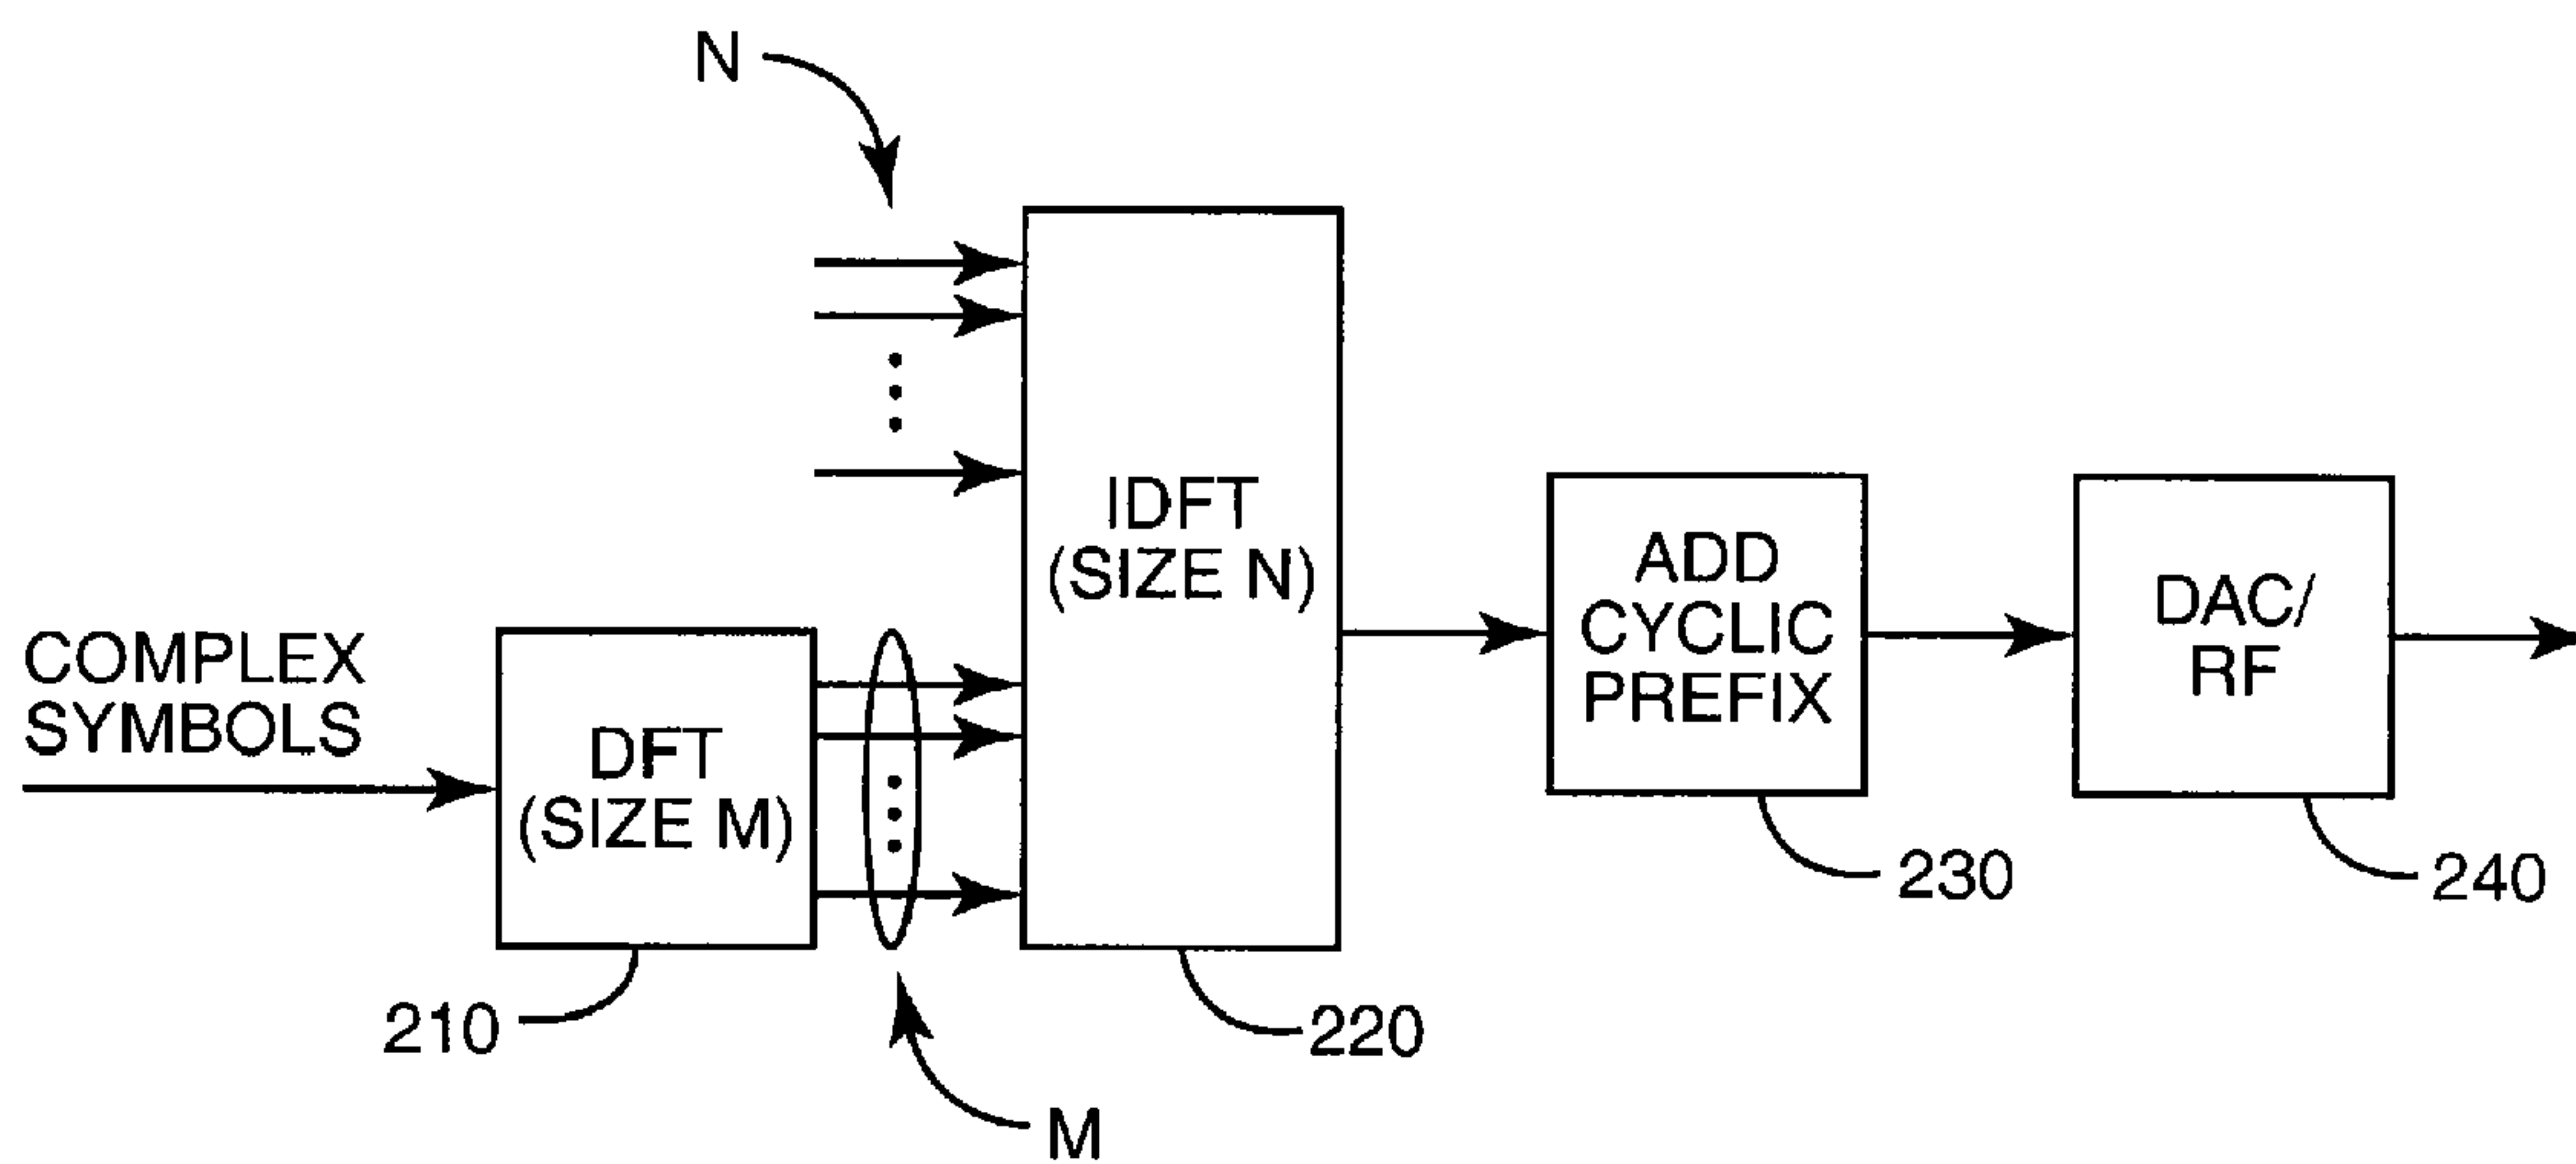 N
IDFT
(SIZE N)
COMPLEX
SYMBOLS
DFT
(SIZE M)
ADD
CYCLIC
PREFIX
DAC/
RF
210
220
230
240
M